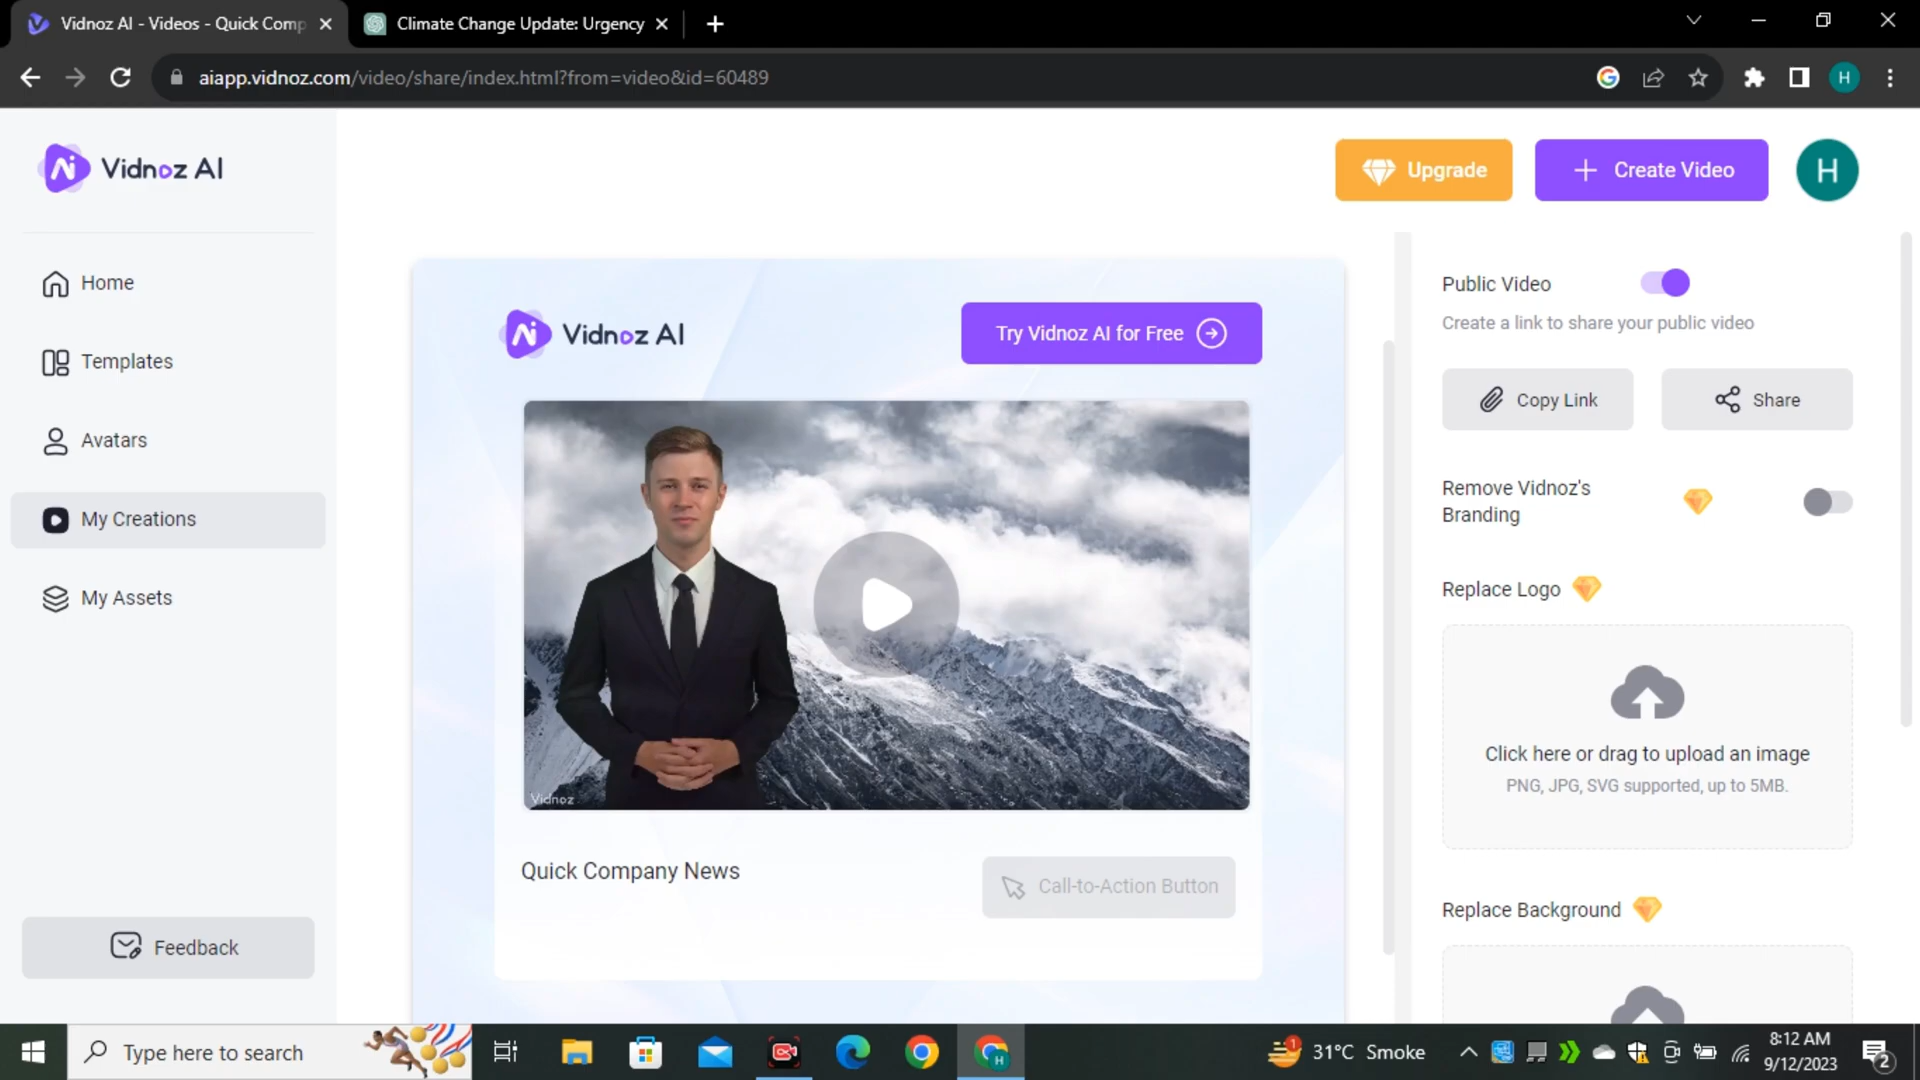 Vidnoz AI - Videos - Quick Comp
Climate Change Update: Urgency
aiapp.vidnoz.com/video/share/index.html?from=video&id=60489
H
Vidnoz AI
Upgrade
Create Video
H
Home
Templates
Avatars
My Creations
My Assets
Feedback
Vidnoz AI
Try Vidnoz AI for Free
Vidnoz
Quick Company News
Call-to-Action Button
Public Video
Create a link to share your public video
Copy Link
Share
Remove Vidnoz's
Branding
Replace Logo
Click here or drag to upload an image
PNG, JPG, SVG supported, up to 5MB.
Replace Background
Type here to search
H
1
31°C Smoke
8:12 AM
9/12/2023
2